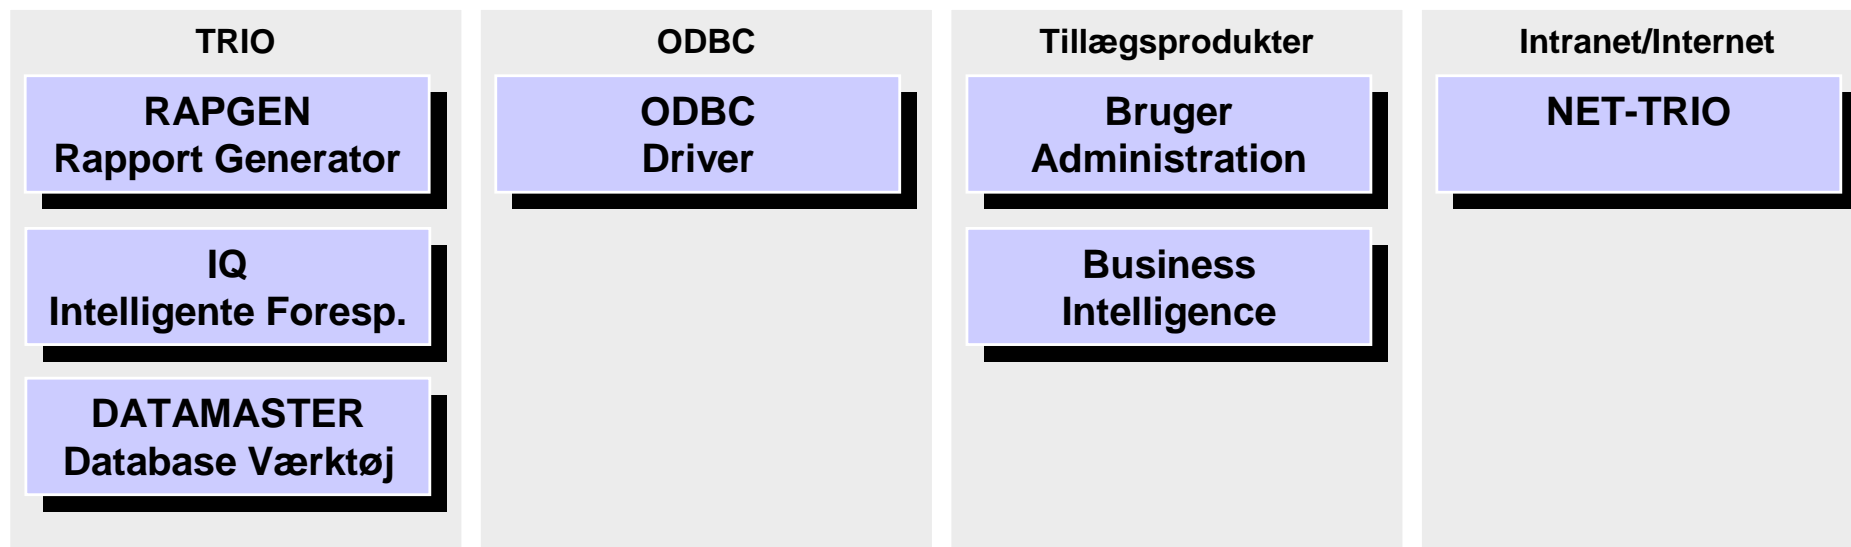 TRIO
RAPGEN
Rapport Generator
IQ
Intelligente Foresp.
DATAMASTER
Database Værktøj
ODBC
ODBC
Driver
Tillægsprodukter
Bruger
Administration
Business
Intelligence
Intranet/Internet
NET-TRIO